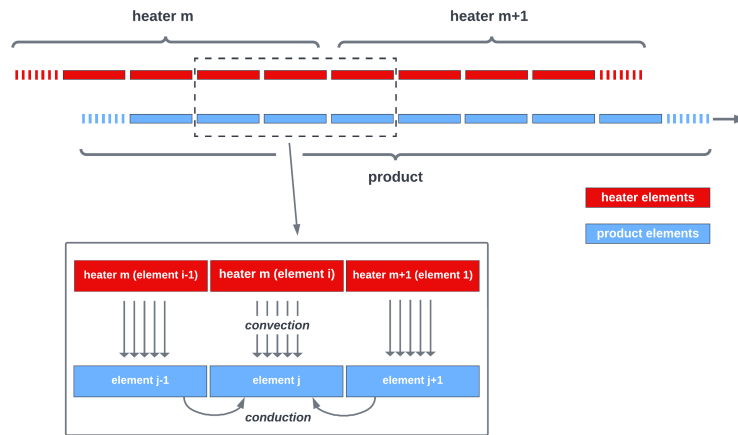 heater m
heater m+1
product
heater elements
product elements
heater m (element i-1)
heater m (element i)
heater m+1 (element 1)
convection
element j-1
element j
element j+1
conduction